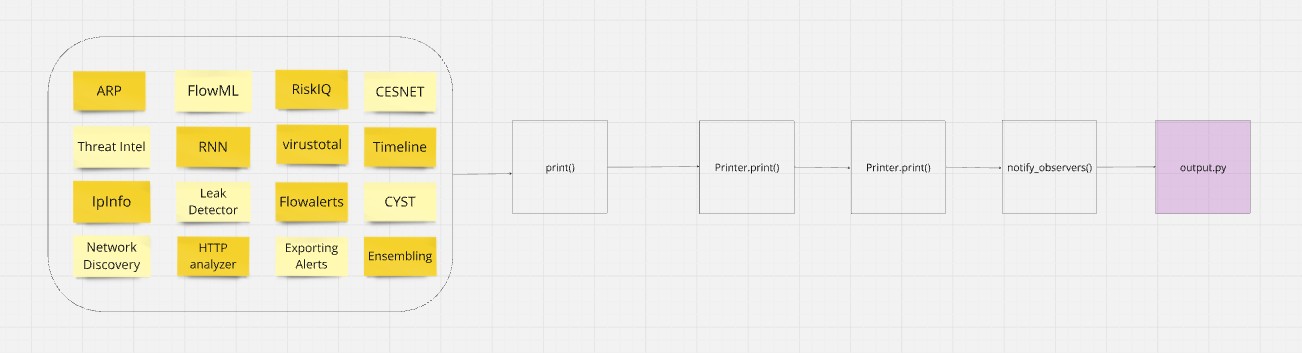 ARP
FlowML
RiskIQ
CESNET
Threat Intel
RNN
virustotal
Timeline
IpInfo
Leak
Detector
Flowalerts
CYST
Network
Discovery
HTTP
analyzer
Exporting
Alerts
Ensembling
print()
Printer.print()
Printer.print()
notify_observers()
output.py